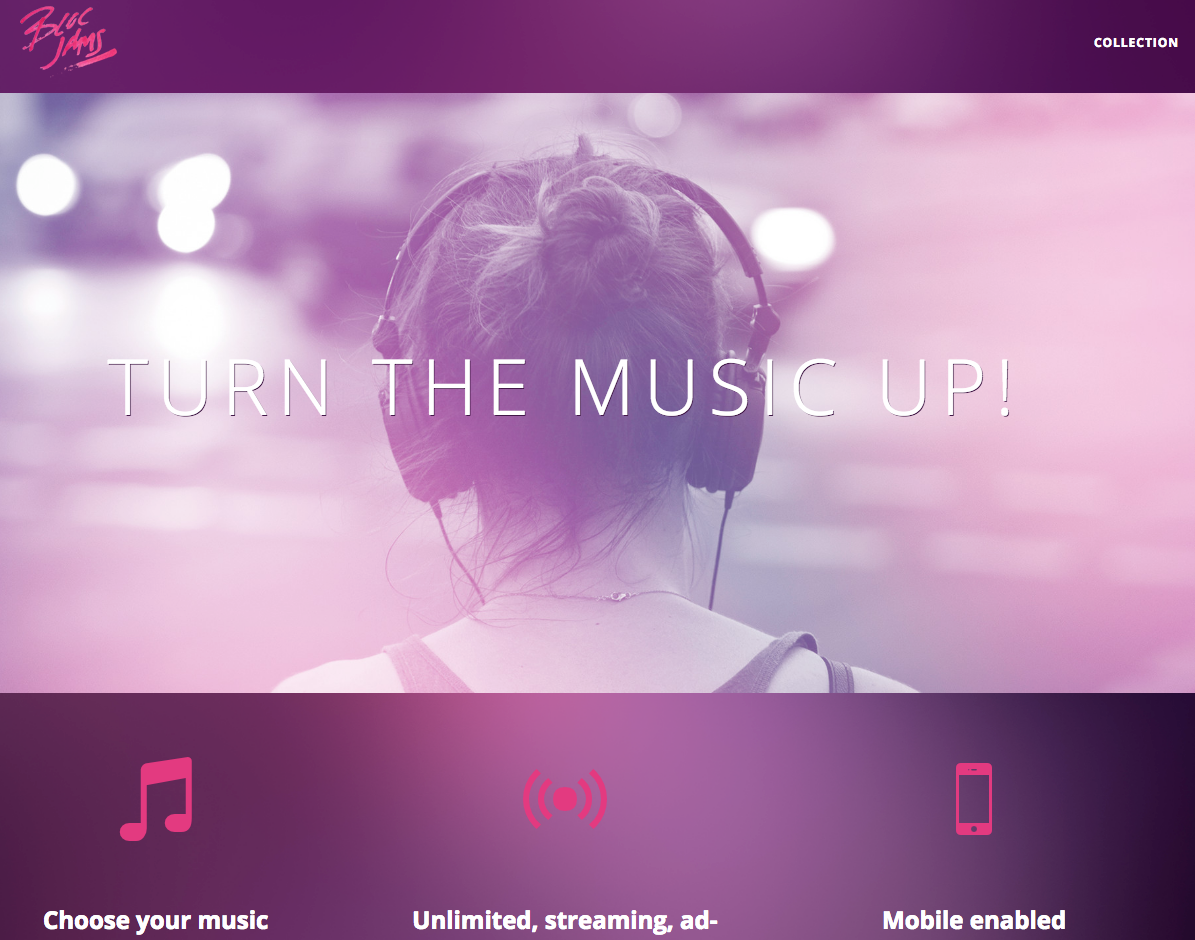 Bloc
Jams
COLLECTION
TURN THE MUSIC UP!
Choose your music
Unlimited, streaming, ad-
Mobile enabled